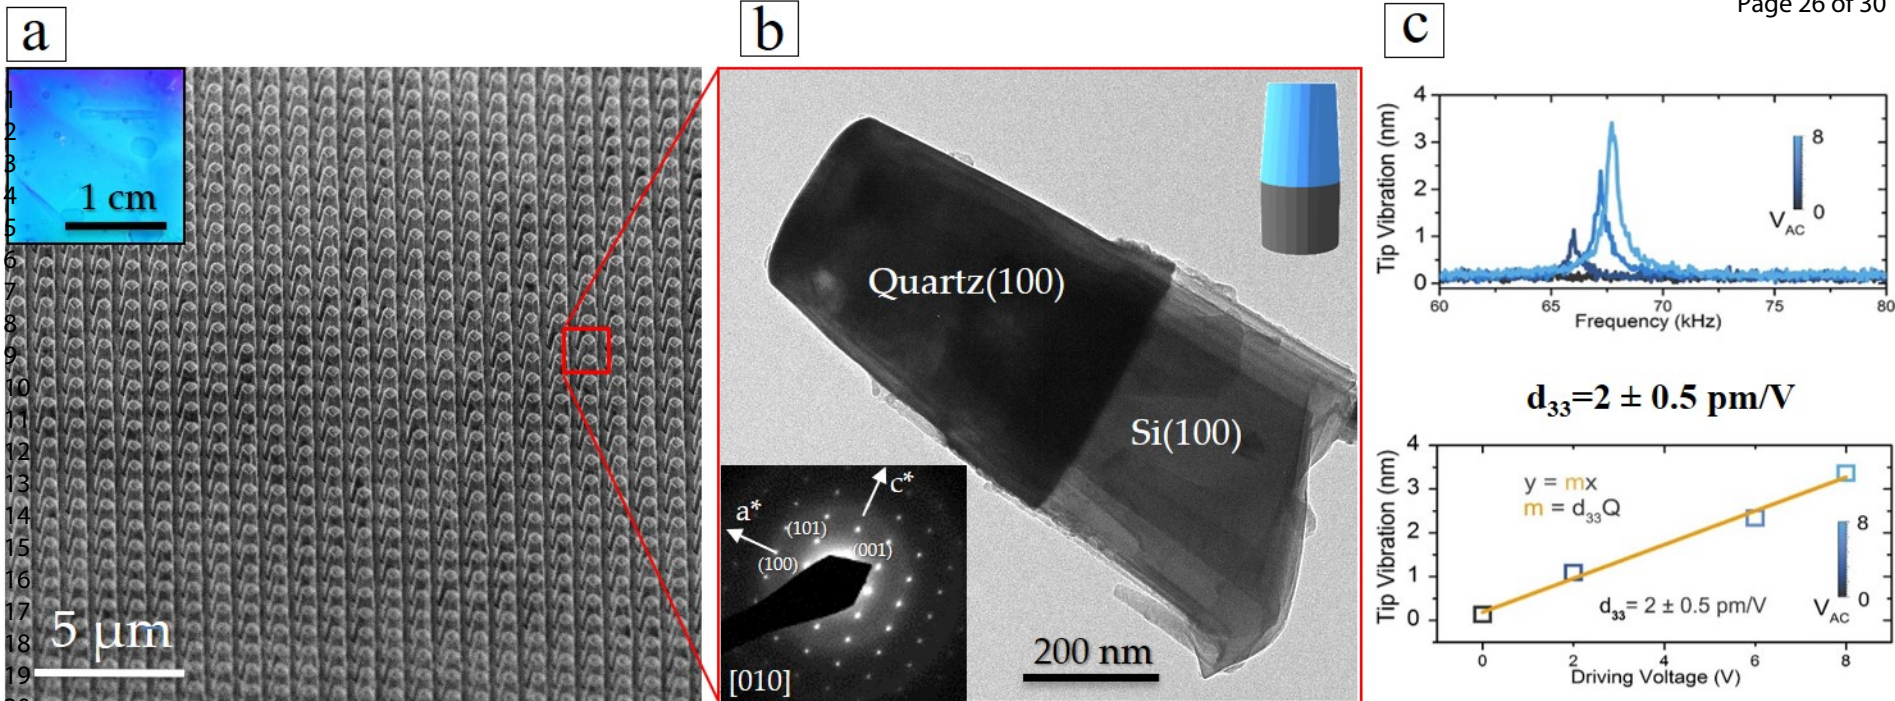 Page 26 of 30
a
b
c
1
2
3
4
5
6
7
8
9
10
11
12
13
14
15
16
17
18
19
1 cm
5 μm
Quartz(100)
Si(100)
a*
c*
(101)
(001)
(100)
[010]
200 nm
Tip Vibration (nm)
4
3
2
1
0
60 65 70 75 80
Frequency (kHz)
8
0
V_AC
d₃₃=2 ± 0.5 pm/V
Tip Vibration (nm)
4
3
2
1
0
y = mx
m = d₃₃Q
d₃₃= 2 ± 0.5 pm/V
8
0
V_AC
0 2 4 6 8
Driving Voltage (V)